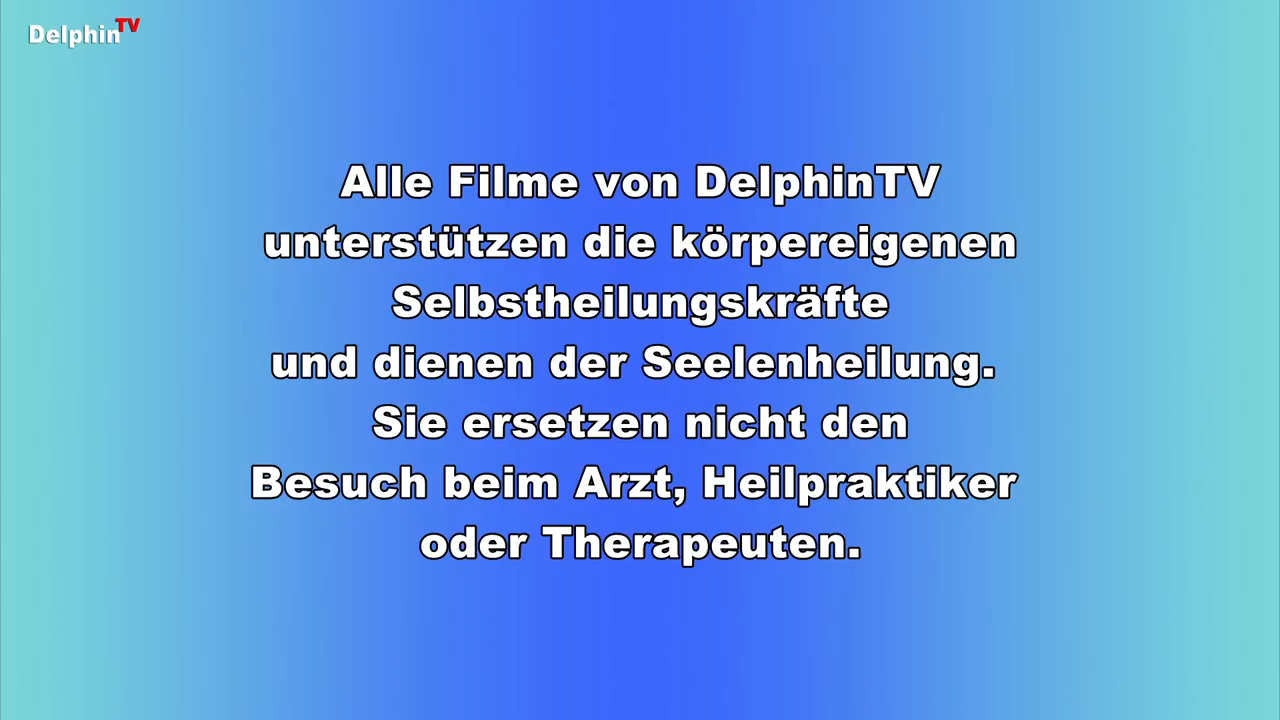 DelphinTV
Alle Filme von DelphinTV
unterstützen die körpereigenen
Selbstheilungskräfte
und dienen der Seelenheilung.
Sie ersetzen nicht den
Besuch beim Arzt, Heilpraktiker
oder Therapeuten.